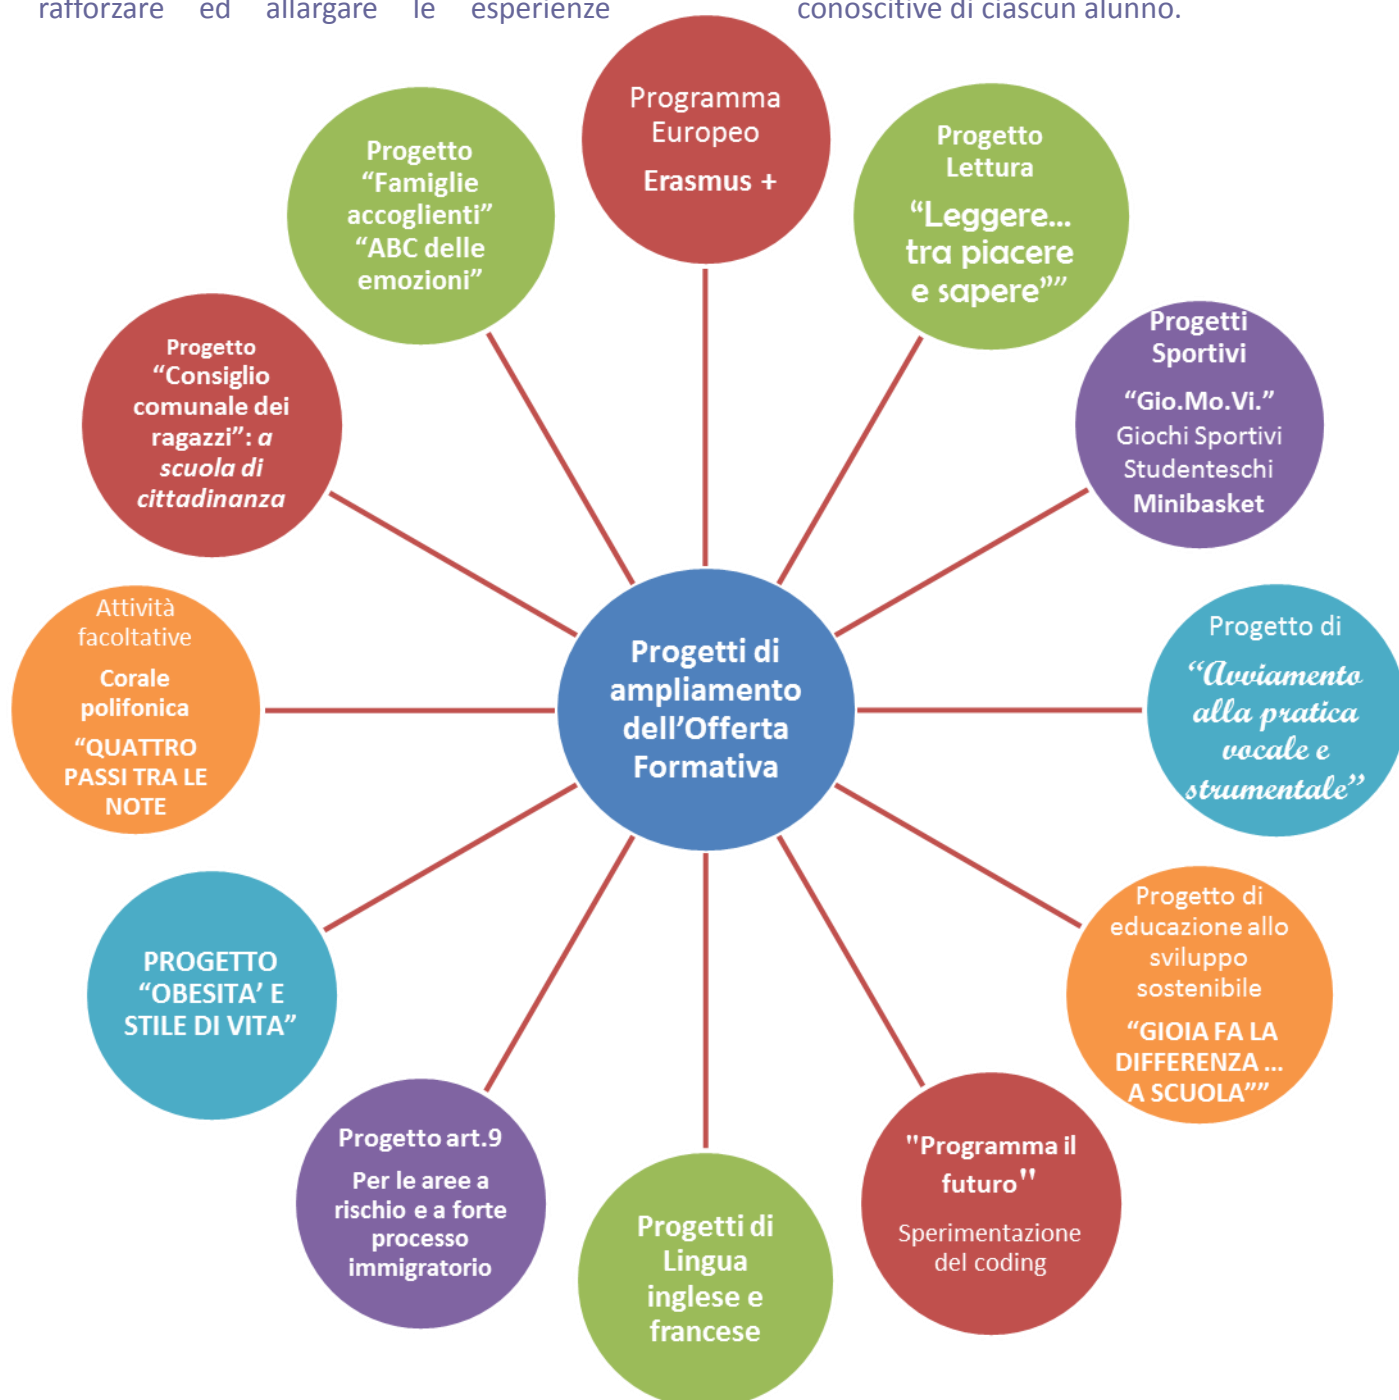 rafforzare ed allargare le esperienze
conoscitive di ciascun alunno.
Programma
Europeo
Erasmus +
Progetto
Lettura
“Leggere...
tra piacere
e sapere””
Progetti
Sportivi
“Gio.Mo.Vi.”
Giochi Sportivi
Studenteschi
Minibasket
Progetto di
“Avviamento
alla pratica
vocale e
strumentale”
Progetto di
educazione allo
sviluppo
sostenibile
“GIOIA FA LA
DIFFERENZA ...
A SCUOLA””
"Programma il
futuro"
Sperimentazione
del coding
Progetti di
Lingua
inglese e
francese
Progetto art.9
Per le aree a
rischio e a forte
processo
immigratorio
PROGETTO
“OBESITA’ E
STILE DI VITA”
Attività
facoltative
Corale
polifonica
“QUATTRO
PASSI TRA LE
NOTE
Progetto
“Consiglio
comunale dei
ragazzi”: a
scuola di
cittadinanza
Progetto
“Famiglie
accoglienti”
“ABC delle
emozioni”
Progetti di
ampliamento
dell’Offerta
Formativa